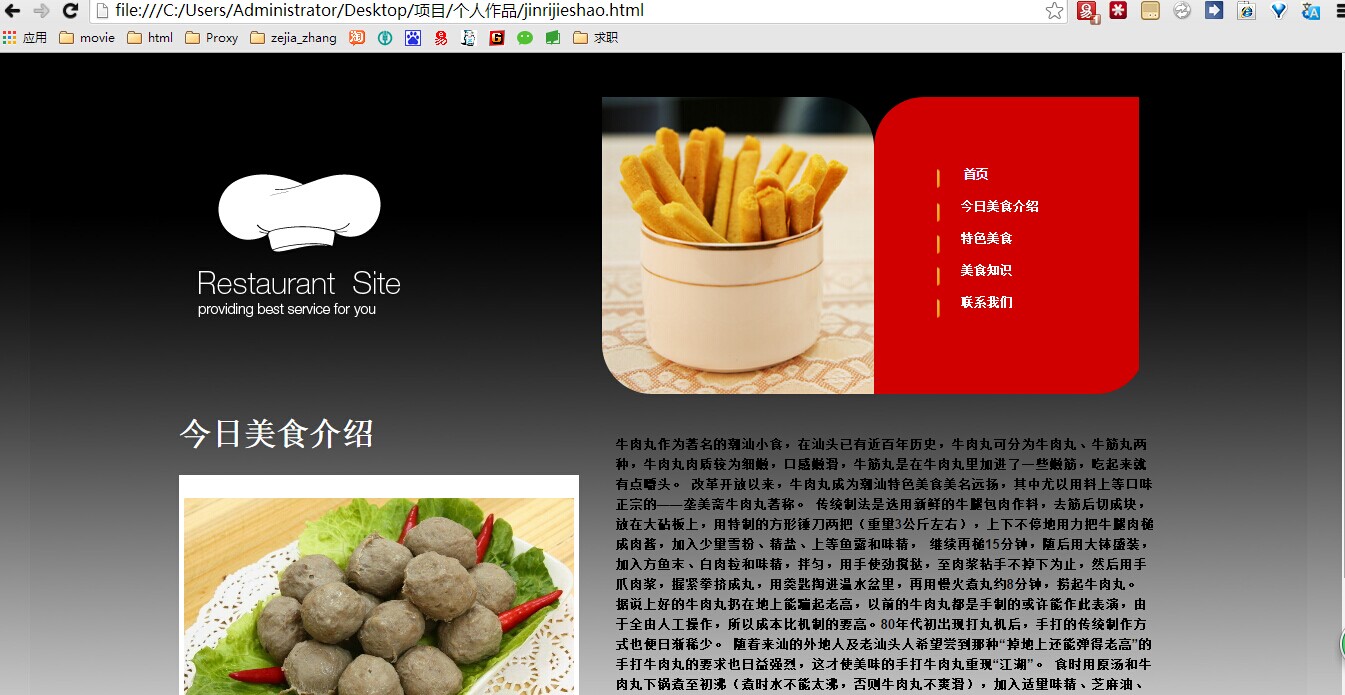 file:///C:/Users/Administrator/Desktop/项目/个人作品/jinrijieshao.html
应用 movie html Proxy zejia_zhang 求职
首页
今日美食介绍
特色美食
美食知识
联系我们
Restaurant Site
providing best service for you
今日美食介绍
牛肉丸作为著名的潮汕小食，在汕头已有近百年历史，牛肉丸可分为牛肉丸、牛筋丸两
种，牛肉丸肉质较为细嫩，口感嫩滑，牛筋丸是在牛肉丸里加进了一些嫩筋，吃起来就
有点嚼头。 改革开放以来，牛肉丸成为潮汕特色美食美名远扬，其中尤以用料上等口味
正宗的——垄美斋牛肉丸著称。 传统制法是选用新鲜的牛腿包肉作料，去筋后切成块，
放在大砧板上，用特制的方形锤刀两把（重量3公斤左右），上下不停地用力把牛腿肉槌
成肉酱，加入少量雪粉、精盐、上等鱼露和味精， 继续再槌15分钟，随后用大钵盛装，
加入方鱼末、白肉粒和味精，拌匀，用手使劲搅挞，至肉浆粘手不掉下为止，然后用手
爪肉浆，握紧拳挤成丸，用羹匙掏进温水盆里，再用慢火煮丸约8分钟，捞起牛肉丸。
据说上好的牛肉丸扔在地上能蹦起老高，以前的牛肉丸都是手制的或许能作此表演，由
于全由人工操作，所以成本比机制的要高。80年代初出现打丸机后，手打的传统制作方
式也便日渐稀少。 随着来汕的外地人及老汕头人希望尝到那种“掉地上还能弹得老高”的
手打牛肉丸的要求也日益强烈，这才使美味的手打牛肉丸重现“江湖”。 食时用原汤和牛
肉丸下锅煮至初沸（煮时水不能太沸，否则牛肉丸不爽滑），加入适量味精、芝麻油、